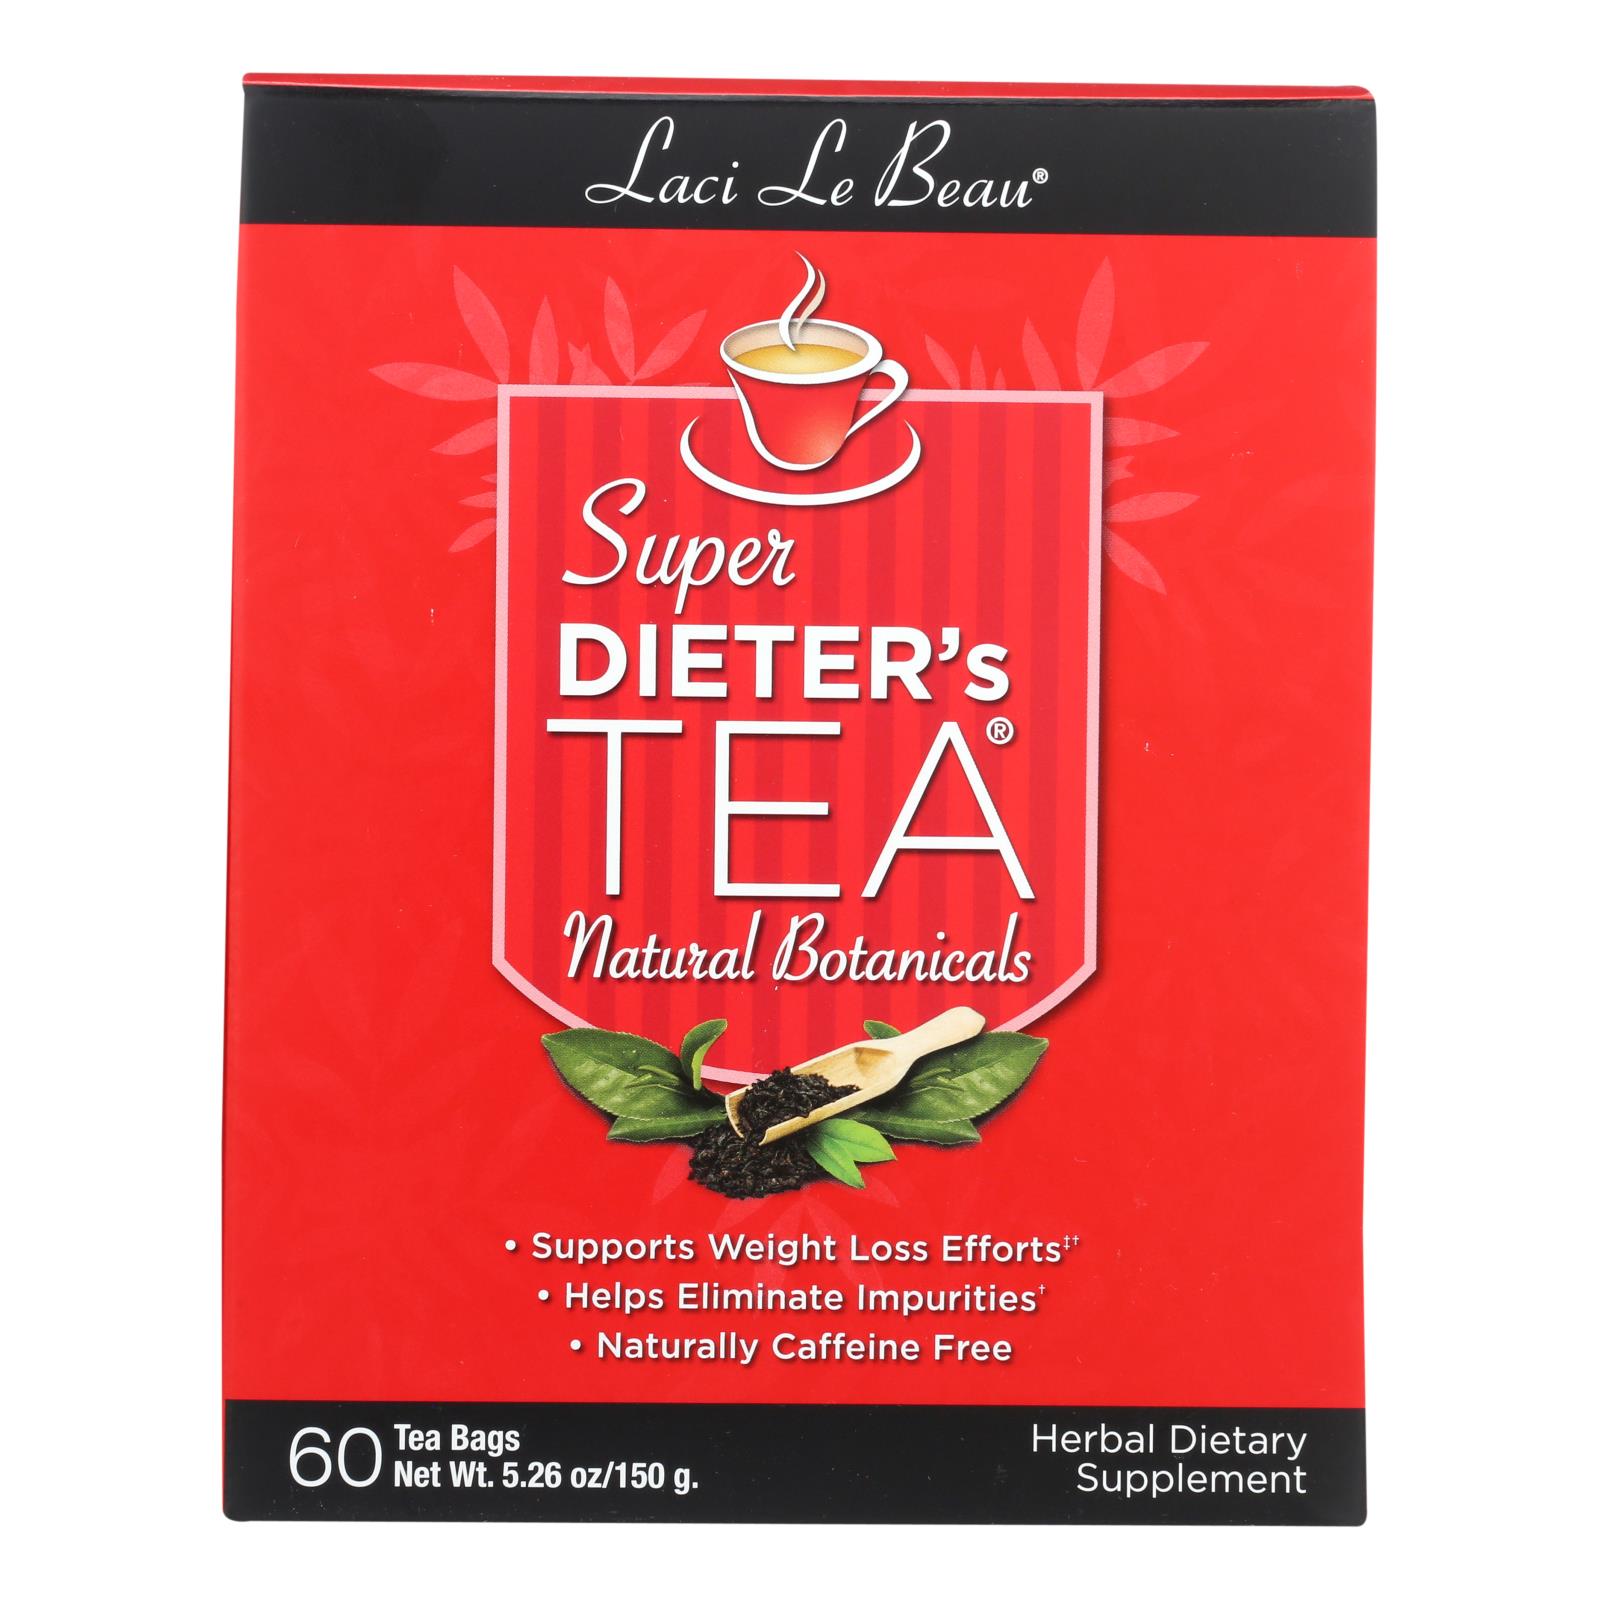 Laci Le Beau®
Super
DIETER's
TEA®
Natural Botanicals
• Supports Weight Loss Efforts‡†
• Helps Eliminate Impurities†
• Naturally Caffeine Free
60 Tea Bags
Net Wt. 5.26 oz/150 g.
Herbal Dietary
Supplement